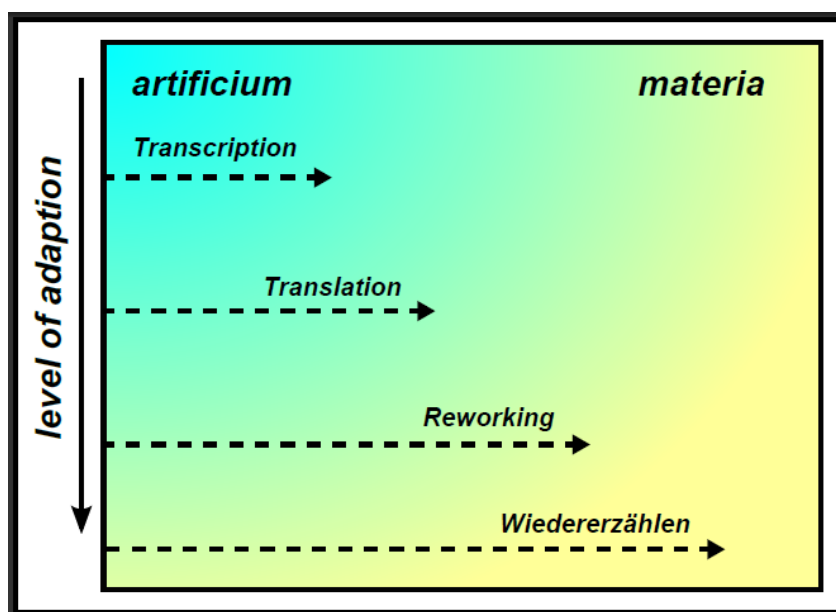 artificium
materia
Transcription
Translation
Reworking
Wiedererzählen
level of adaption